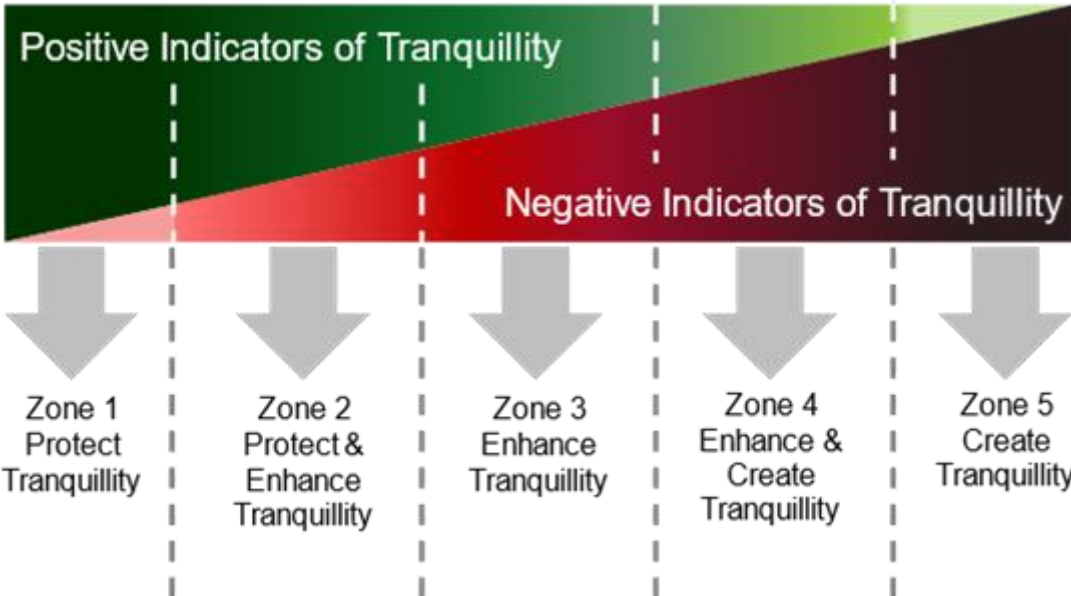 Positive Indicators of Tranquillity
Negative Indicators of Tranquillity
Zone 1
Protect
Tranquillity
Zone 2
Protect &
Enhance
Tranquillity
Zone 3
Enhance
Tranquillity
Zone 4
Enhance &
Create
Tranquillity
Zone 5
Create
Tranquillity